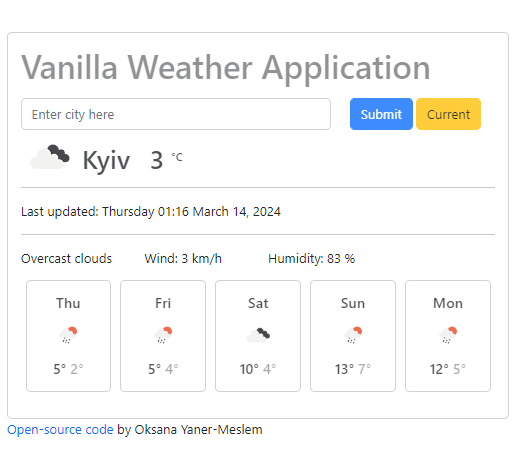 Vanilla Weather Application
Enter city here Submit Current
Kyiv 3 °C
Last updated: Thursday 01:16 March 14, 2024
Overcast clouds Wind: 3 km/h Humidity: 83 %
Thu Fri Sat Sun Mon
5° 2° 5° 4° 10° 4° 13° 7° 12° 5°
Open-source code by Oksana Yaner-Meslem